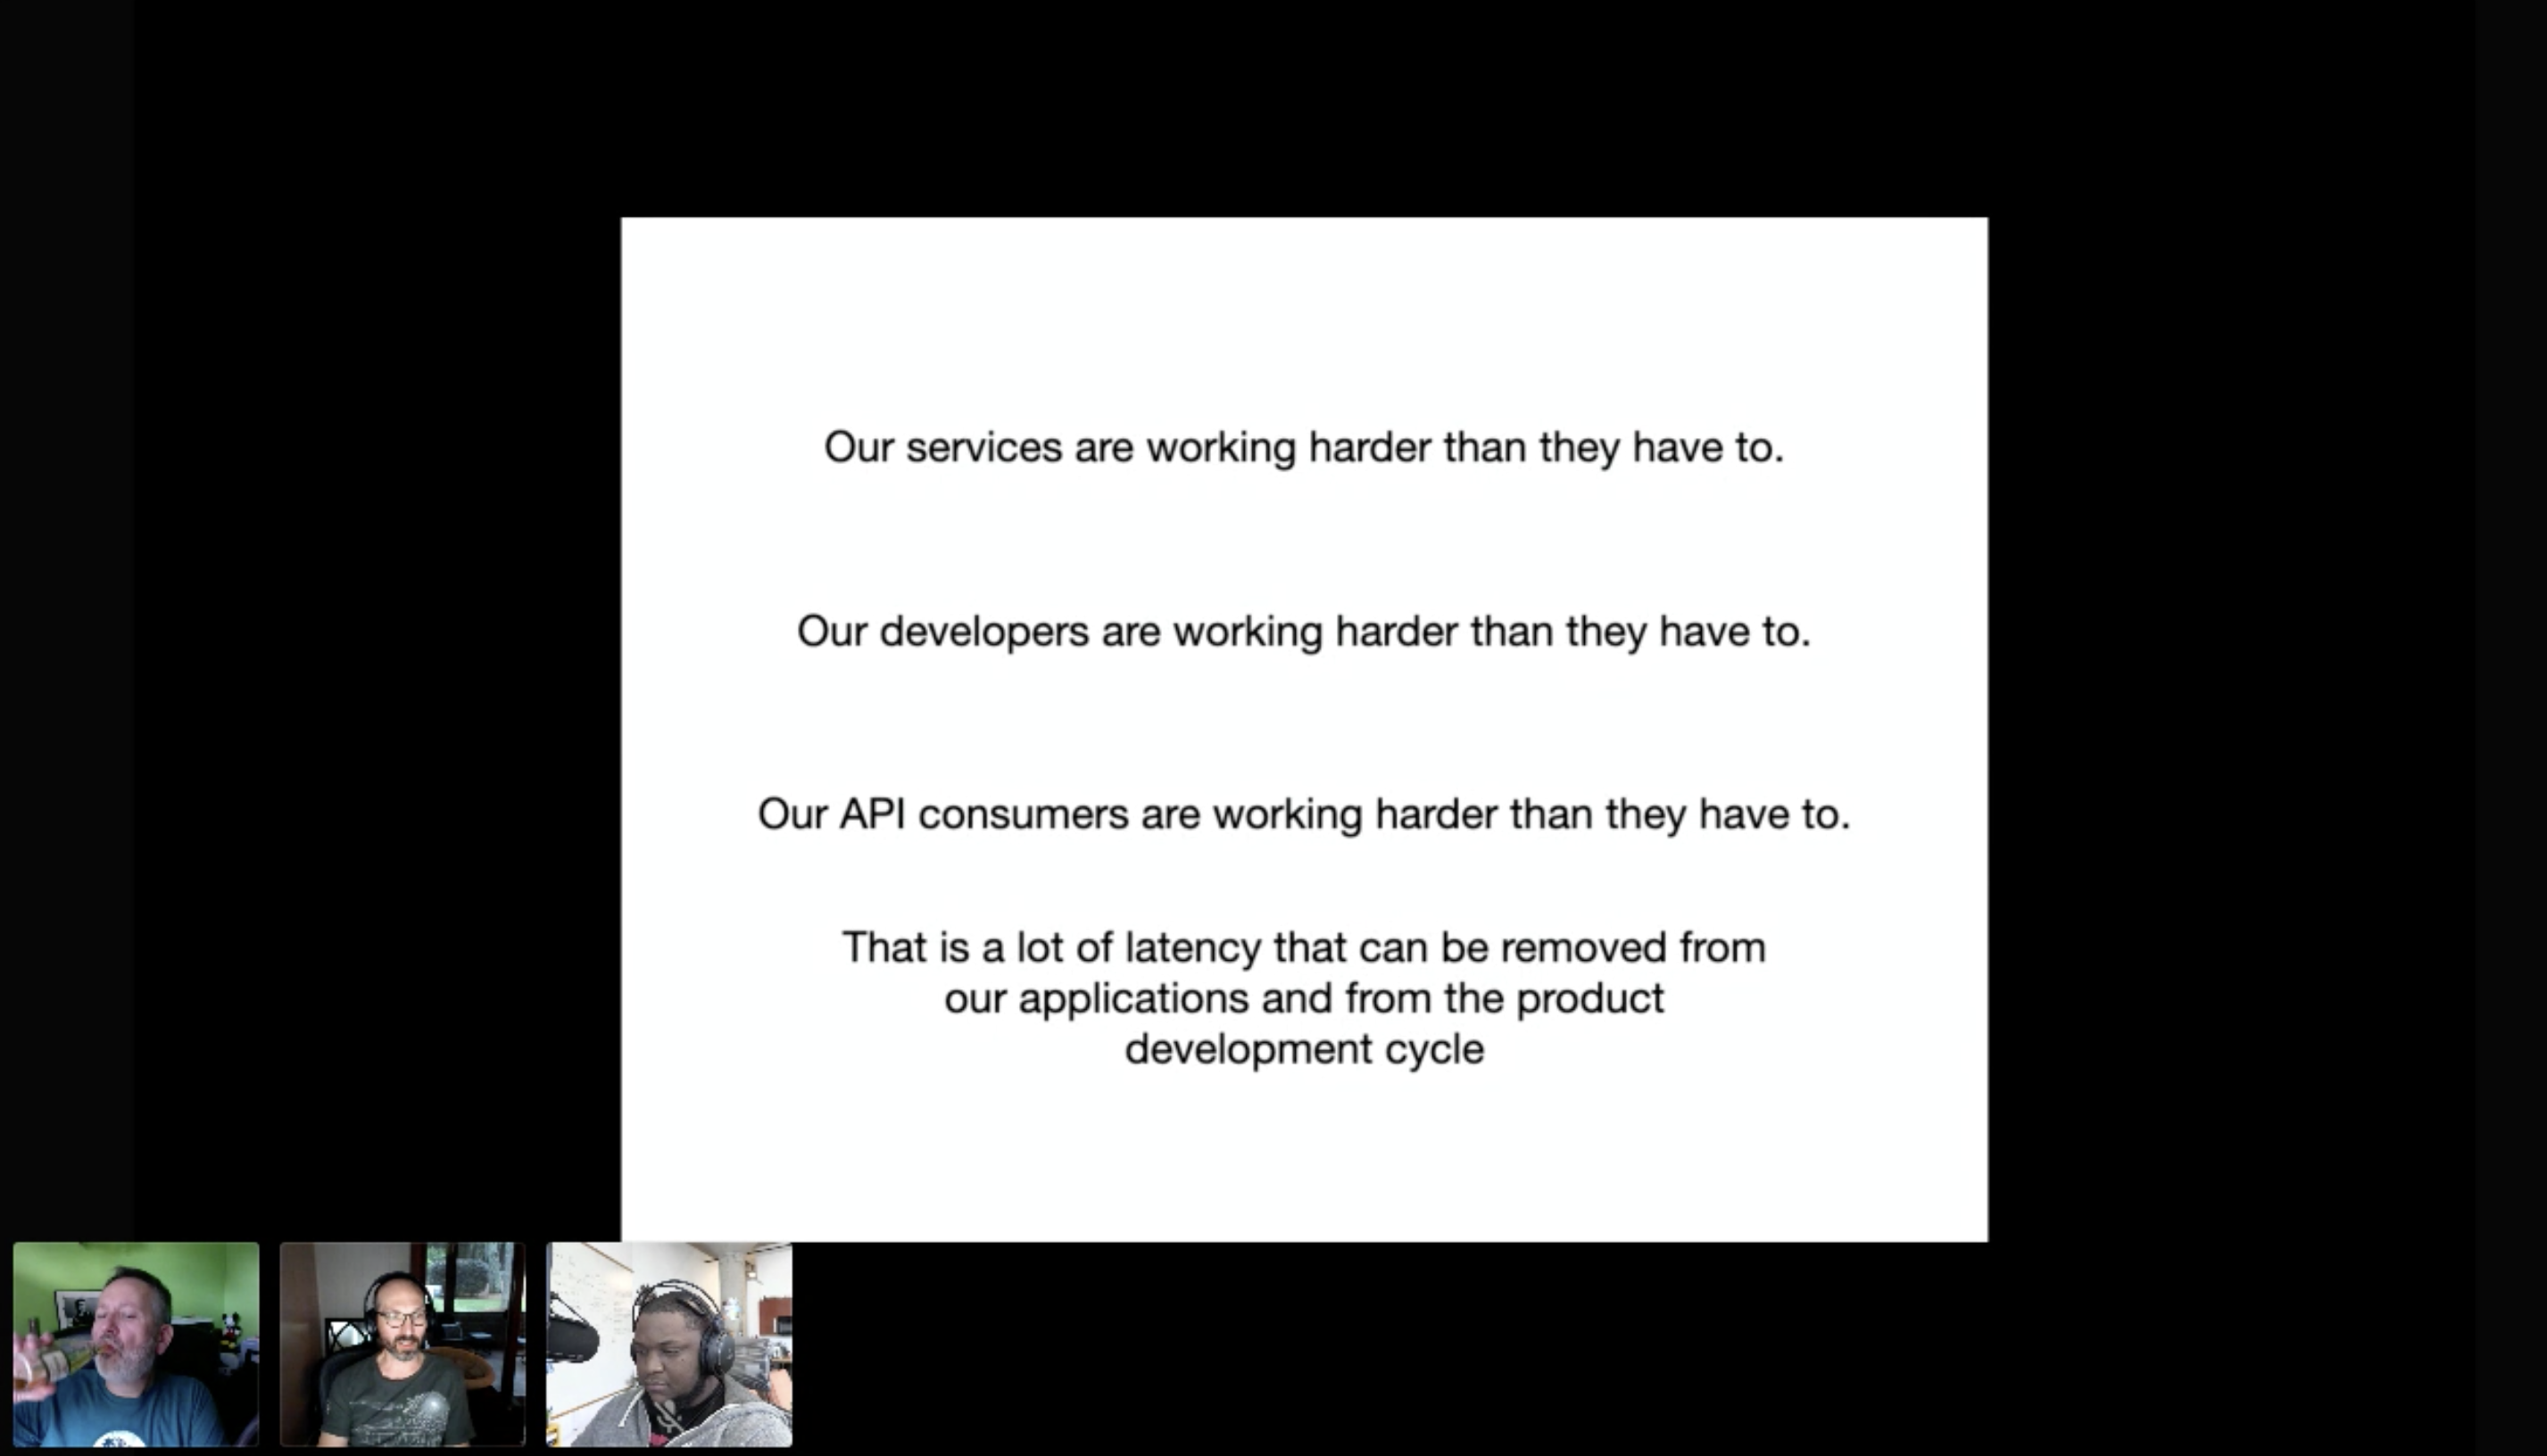 Our services are working harder than they have to.
Our developers are working harder than they have to.
Our API consumers are working harder than they have to.
That is a lot of latency that can be removed from
our applications and from the product
development cycle